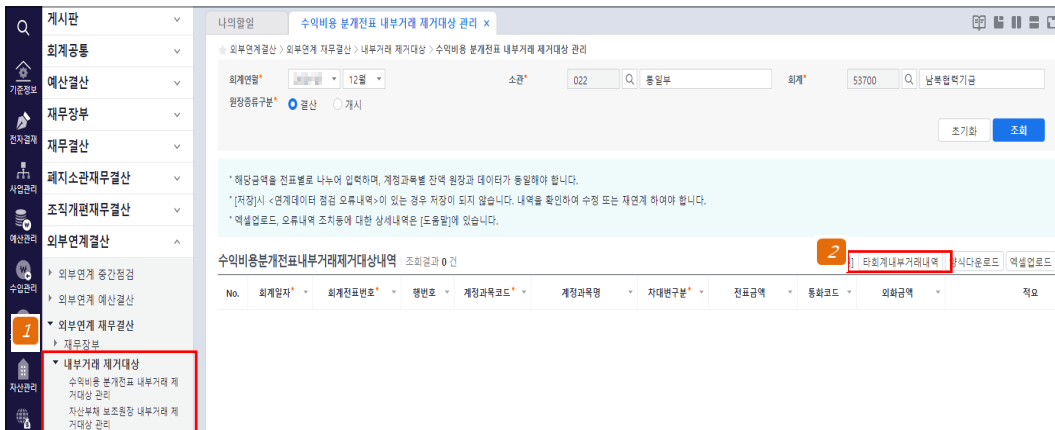 게시판
회계공통
예산결산
재무장부
재무결산
폐지소관재무결산
조직개편재무결산
외부연계결산
외부연계 중간점검
외부연계 예산결산
외부연계 재무결산
재무장부
내부거래 제거대상
수익비용 분개전표 내부거래 제
거대상 관리
자산부채 보조원장 내부거래 제
거대상 관리
기준정보
전자결재
사업관리
예산관리
수입관리
1
자산관리
나의할일 수익비용 분개전표 내부거래 제거대상 관리 x
외부연계결산 > 외부연계 재무결산 > 내부거래 제거대상 > 수익비용 분개전표 내부거래 제거대상 관리
회계연월* 12월 소관* 022 통일부 회계* 53700 남북협력기금
원장종류구분* 결산 개시
초기화 조회
* 해당금액을 전표별로 나누어 입력하며, 계정과목별 잔액 원장과 데이터가 동일해야 합니다.
* [저장]시 <연계데이터 점검 오류내역>이 있는 경우 저장이 되지 않습니다. 내역을 확인하여 수정 또는 재연계 하여야 합니다.
* 엑셀업로드, 오류내역 조치등에 대한 상세내역은 [도움말]에 있습니다.
2
수익비용분개전표내부거래제거대상내역 조회결과 0 건 타회계내부거래내역 양식다운로드 엑셀업로드
No. 회계일자* 회계전표번호* 행번호 계정과목코드* 계정과목명 차대변구분* 전표금액 통화코드 외화금액 적요